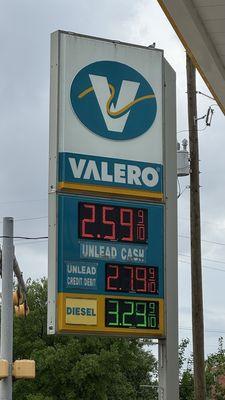 VALERO
2.59 9/10
UNLEAD CASH
UNLEAD
CREDIT DEBIT
2.79 9/10
DIESEL
3.29 9/10